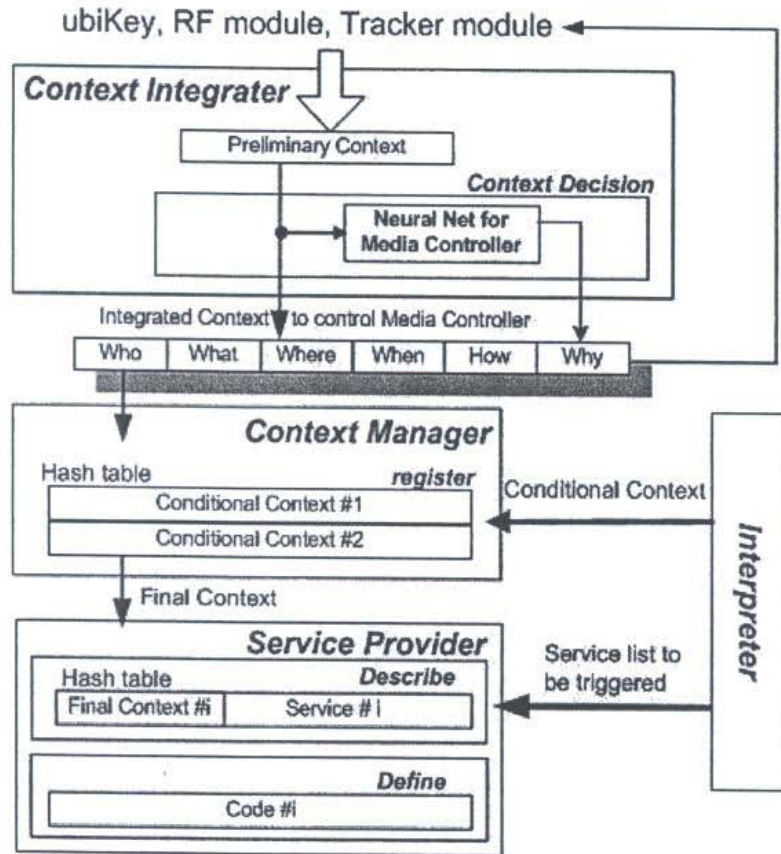 ubiKey, RF module, Tracker module
Context Integrater
Preliminary Context
Context Decision
Neural Net for
Media Controller
Integrated Context to control Media Controller
Who What Where When How Why
Context Manager
Hash table
register
Conditional Context #1
Conditional Context #2
Conditional Context
Interpreter
Final Context
Service Provider
Describe
Hash table
Final Context #i Service # i
Service list to
be triggered
Define
Code #i